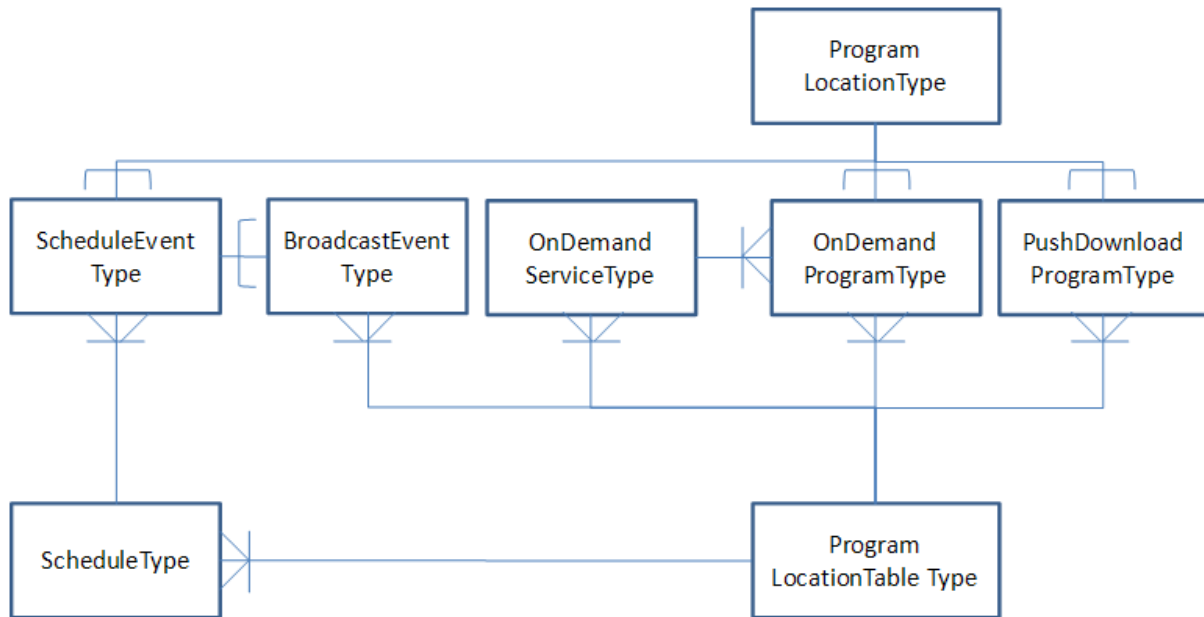 Program
LocationType
ScheduleEvent
Type
BroadcastEvent
Type
OnDemand
ServiceType
OnDemand
ProgramType
PushDownload
ProgramType
ScheduleType
Program
LocationTable Type